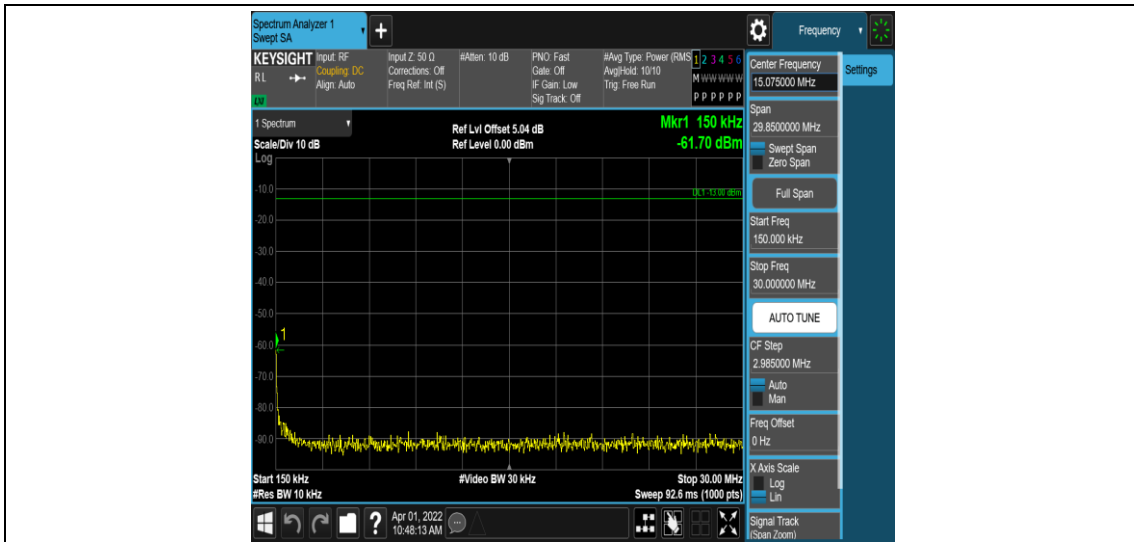 Spectrum Analyzer 1
Swept SA
+
Frequency
KEYSIGHT
RL
LXI
Input: RF
Coupling: DC
Align: Auto
Input Z: 50 Ω
Corrections: Off
Freq Ref: Int (S)
#Atten: 10 dB
PNO: Fast
Gate: Off
IF Gain: Low
Sig Track: Off
#Avg Type: Power (RMS
Avg|Hold: 10/10
Trig: Free Run
1 2 3 4 5 6
M W W W W W
P P P P P P
1 Spectrum
Scale/Div 10 dB
Log
Ref Lvl Offset 5.04 dB
Ref Level 0.00 dBm
Mkr1 150 kHz
-61.70 dBm
DL1 -13.00 dBm
-10.0
-20.0
-30.0
-40.0
-50.0
1
-60.0
-70.0
-80.0
-90.0
Start 150 kHz
#Res BW 10 kHz
#Video BW 30 kHz
Stop 30.00 MHz
Sweep 92.6 ms (1000 pts)
Center Frequency
15.075000 MHz
Settings
Span
29.8500000 MHz
Swept Span
Zero Span
Full Span
Start Freq
150.000 kHz
Stop Freq
30.000000 MHz
AUTO TUNE
CF Step
2.985000 MHz
Auto
Man
Freq Offset
0 Hz
X Axis Scale
Log
Lin
Signal Track
(Span Zoom)
?
Apr 01, 2022
10:48:13 AM